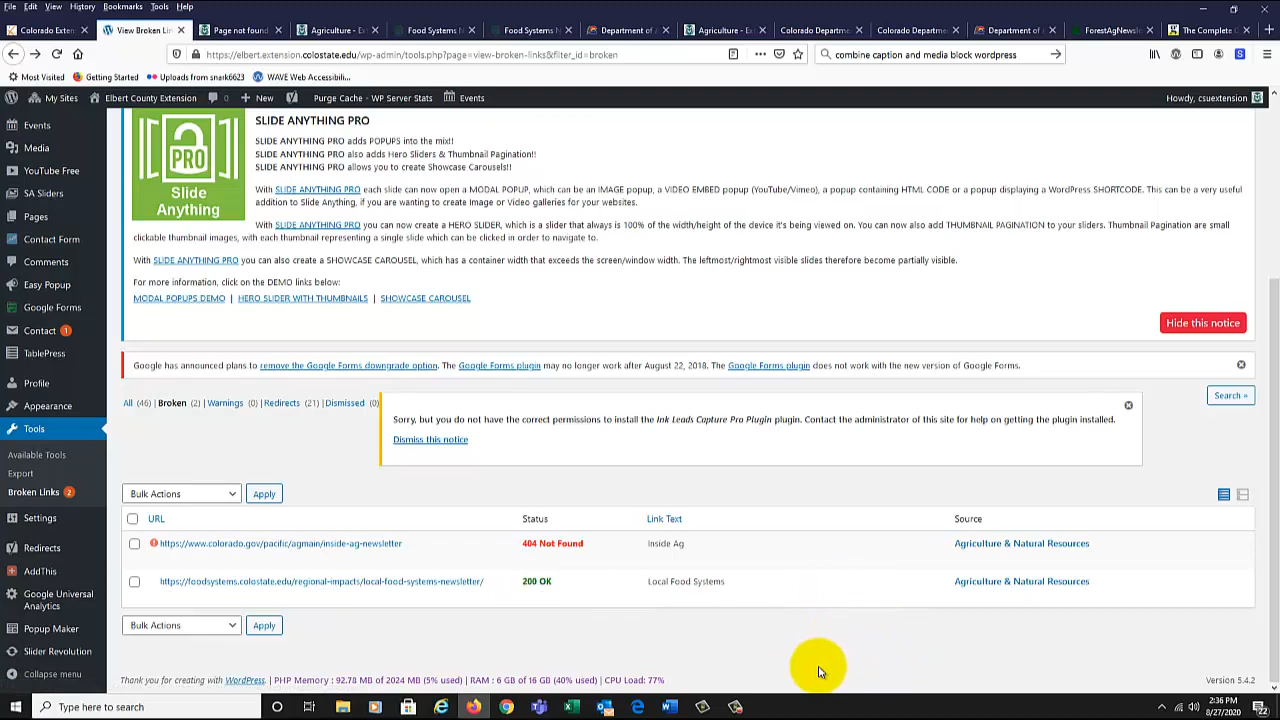 File Edit View History Bookmarks Tools Help
Colorado Exten
View Broken Lin
Page not found
Agriculture -
Food Systems N
Food Systems N
Department of A
Agriculture -
Colorado Departm
Colorado Departm
Department of A
ForestAgNewsle
The Complete G
https://elbert.extension.colostate.edu/wp-admin/tools.php?page=view-broken-links&filter_id=broken
combine caption and media block wordpress
Most Visited
Getting Started
Uploads from snark6623
WAVE Web Accessibili...
My Sites
Elbert County Extension
0
New
Purge Cache - WP Server Stats
Events
Howdy, csuextension
Events
Media
YouTube Free
SA Sliders
Pages
Contact Form
Comments
Easy Popup
Google Forms
Contact 1
TablePress
Profile
Appearance
Tools
Available Tools
Export
Broken Links 2
Settings
Redirects
AddThis
Google Universal
Analytics
Popup Maker
Slider Revolution
Collapse menu
PRO
Slide
Anything
SLIDE ANYTHING PRO
SLIDE ANYTHING PRO adds POPUPS into the mix!!
SLIDE ANYTHING PRO also adds Hero Sliders & Thumbnail Pagination!!
SLIDE ANYTHING PRO allows you to create Showcase Carousels!!
With SLIDE ANYTHING PRO each slide can now open a MODAL POPUP, which can be an IMAGE popup, a VIDEO EMBED popup (YouTube/Vimeo), a popup containing HTML CODE or a popup displaying a WordPress SHORTCODE. This can be a very useful
addition to Slide Anything, if you are wanting to create Image or Video galleries for your websites.
With SLIDE ANYTHING PRO you can now create a HERO SLIDER, which is a slider that always is 100% of the width/height of the device it's being viewed on. You can now also add THUMBNAIL PAGINATION to your sliders. Thumbnail Pagination are small
clickable thumbnail images, with each thumbnail representing a single slide which can be clicked in order to navigate to.
With SLIDE ANYTHING PRO you can also create a SHOWCASE CAROUSEL, which has a container width that exceeds the screen/window width. The leftmost/rightmost visible slides therefore become partially visible.
For more information, click on the DEMO links below:
MODAL POPUPS DEMO | HERO SLIDER WITH THUMBNAILS | SHOWCASE CAROUSEL
Hide this notice
Google has announced plans to remove the Google Forms downgrade option. The Google Forms plugin may no longer work after August 22, 2018. The Google Forms plugin does not work with the new version of Google Forms.
All (46) | Broken (2) | Warnings (0) | Redirects (21) | Dismissed (0)
Search »
Sorry, but you do not have the correct permissions to install the Ink Leads Capture Pro Plugin plugin. Contact the administrator of this site for help on getting the plugin installed.
Dismiss this notice
Bulk Actions Apply
URL Status Link Text Source
https://www.colorado.gov/pacific/agmain/inside-ag-newsletter 404 Not Found Inside Ag Agriculture & Natural Resources
https://foodsystems.colostate.edu/regional-impacts/local-food-systems-newsletter/ 200 OK Local Food Systems Agriculture & Natural Resources
Bulk Actions Apply
Thank you for creating with WordPress. | PHP Memory : 92.78 MB of 2024 MB (5% used) | RAM : 6 GB of 16 GB (40% used) | CPU Load: 77%
Version 5.4.2
Type here to search
2:36 PM
8/27/2020